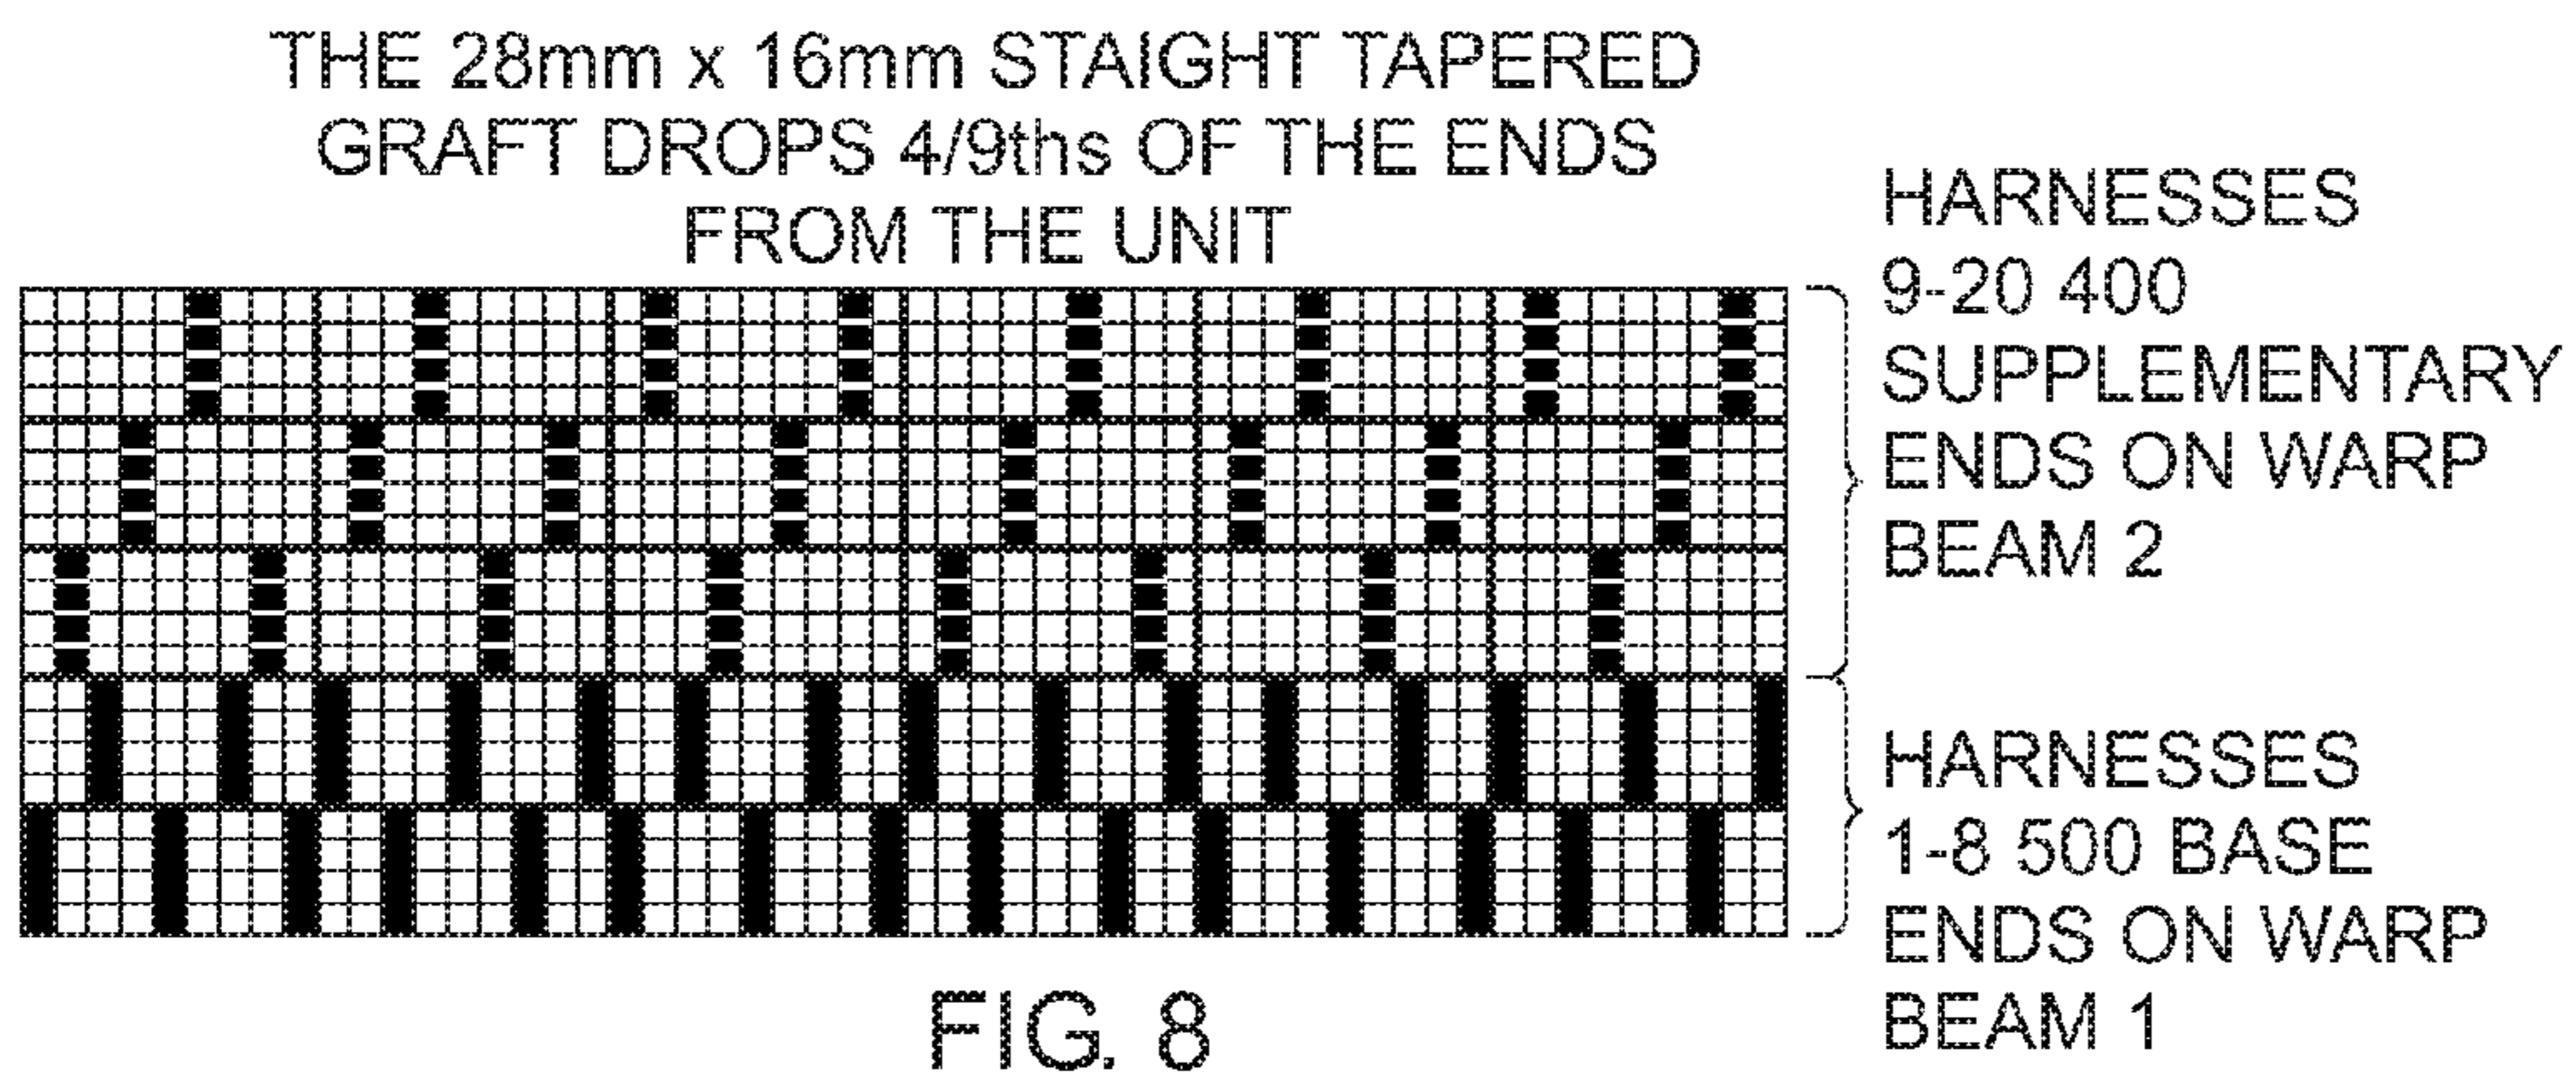 THE 28mm x 16mm STAIGHT TAPERED
GRAFT DROPS 4/9ths OF THE ENDS
FROM THE UNIT
HARNESSES
9-20 400
SUPPLEMENTARY
ENDS ON WARP
BEAM 2
HARNESSES
1-8 500 BASE
ENDS ON WARP
BEAM 1
FIG. 8